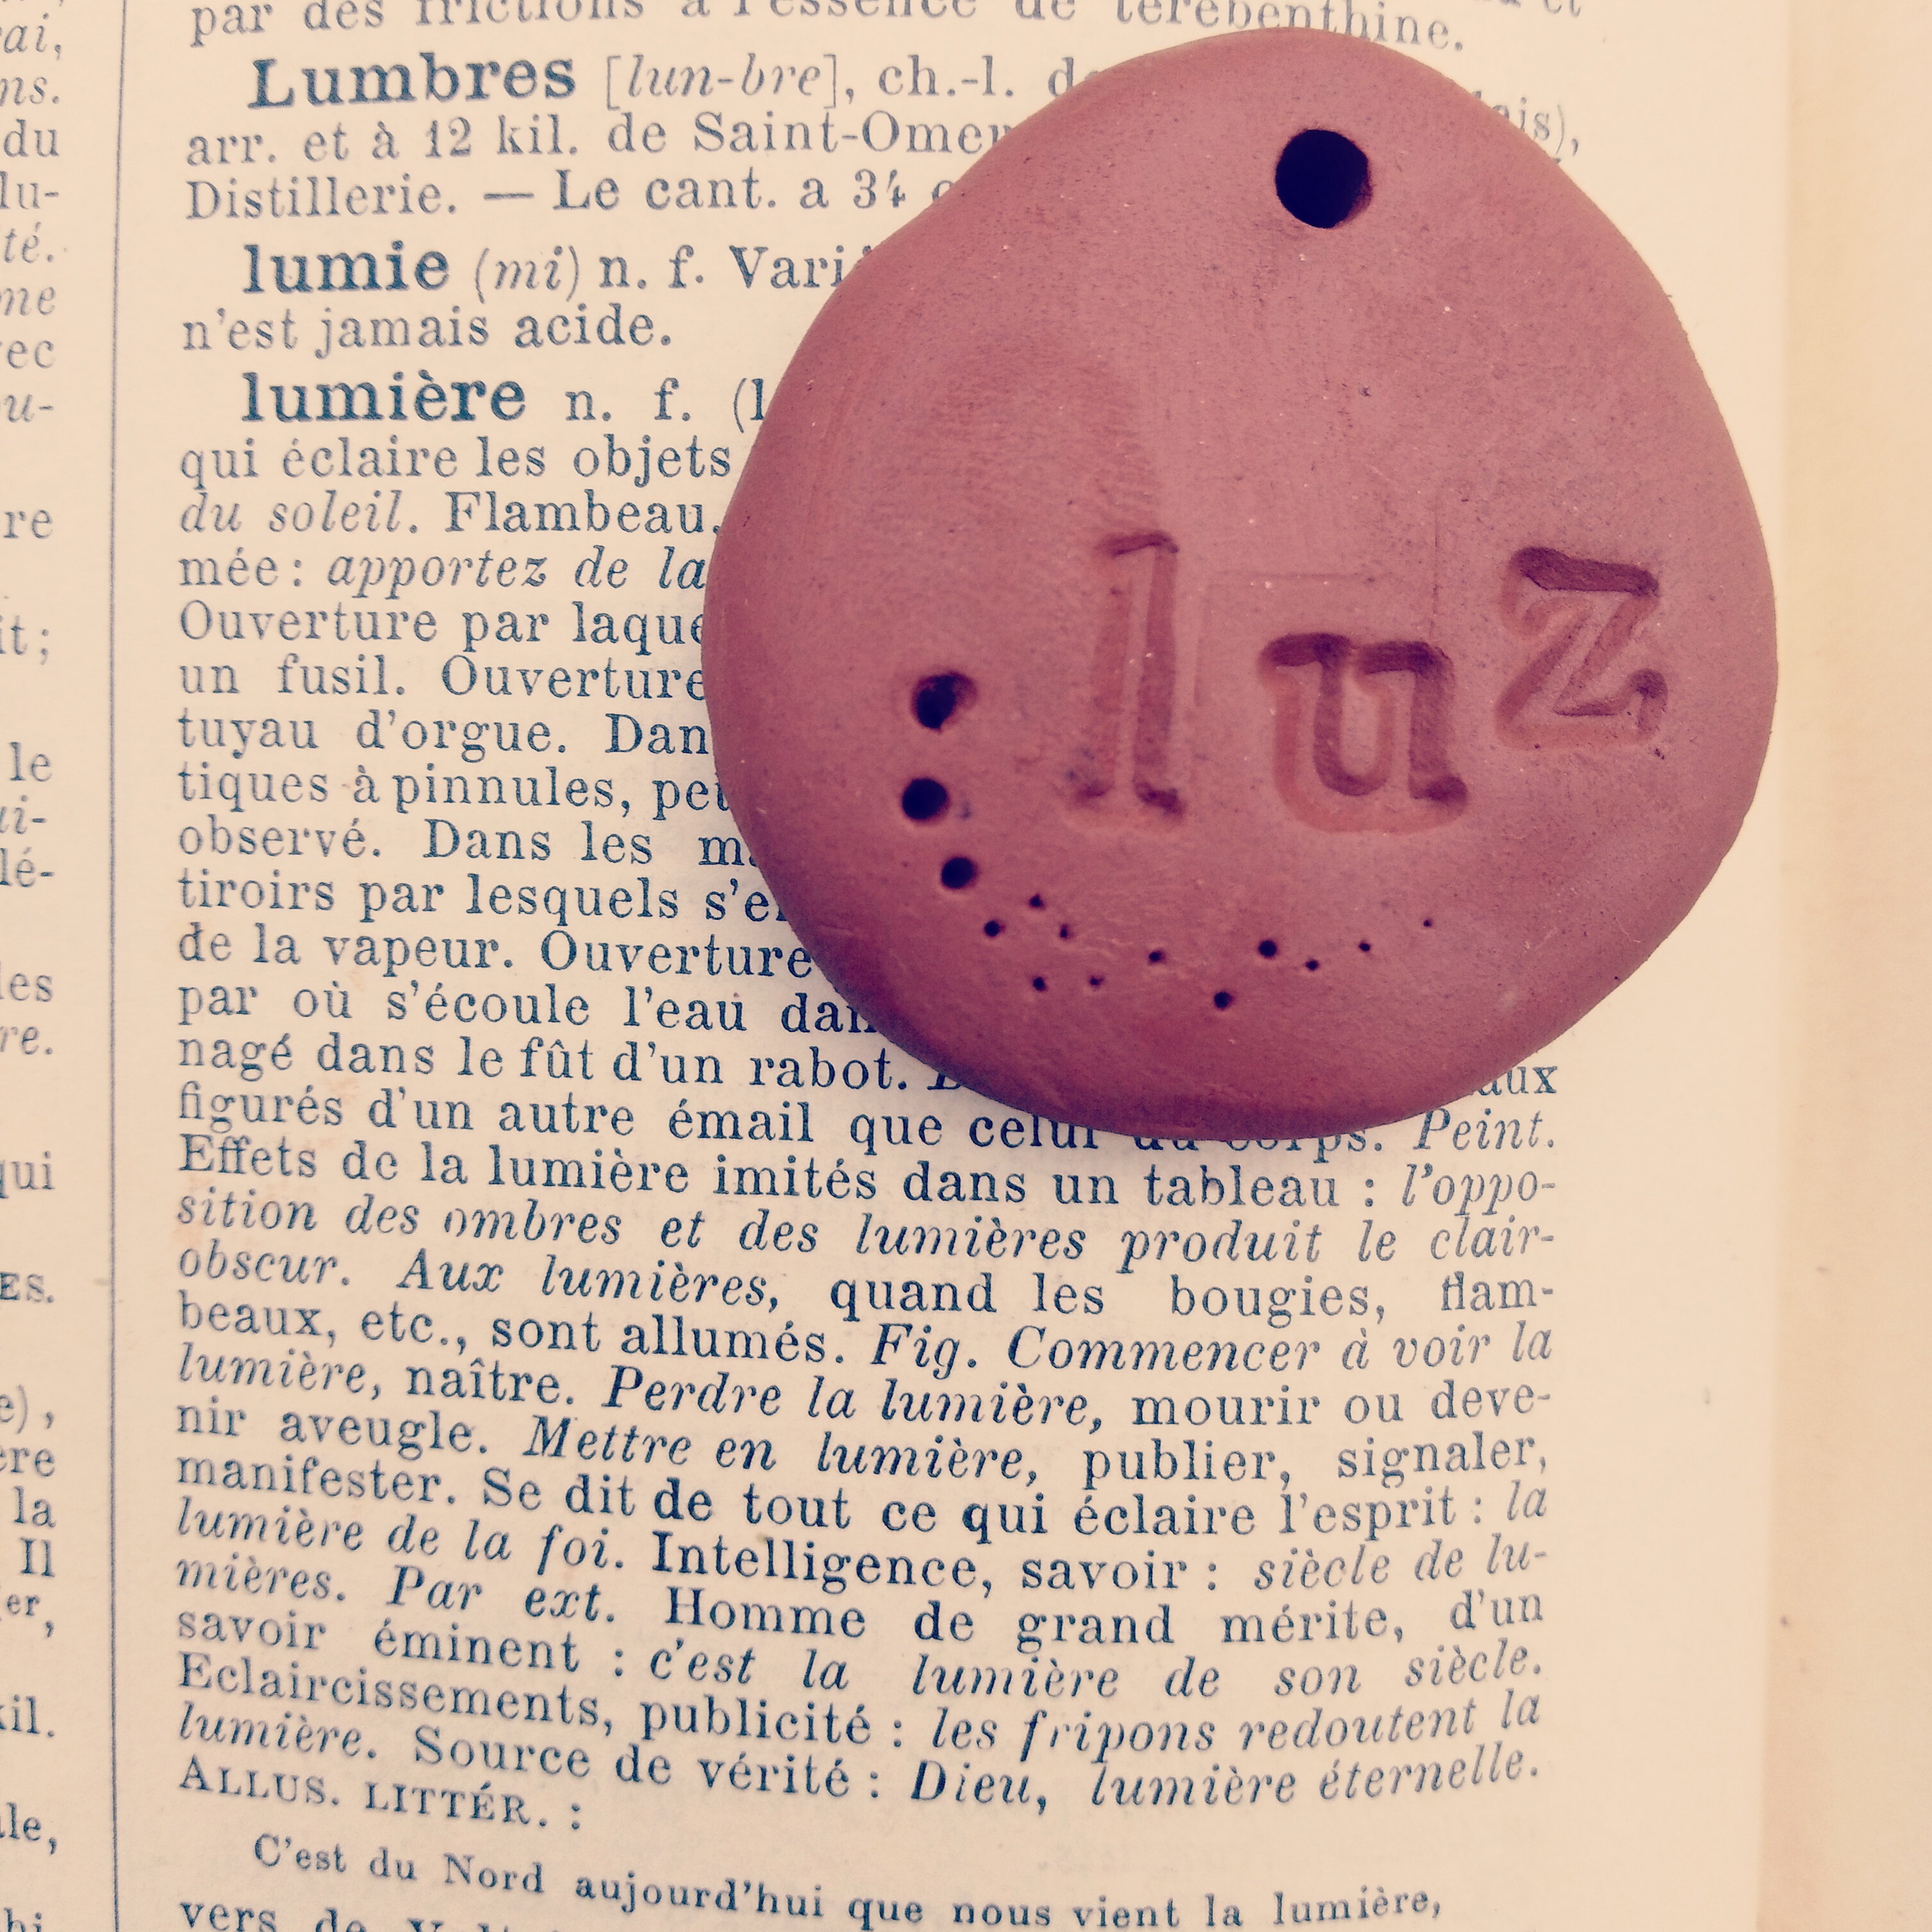 par des frictions à l'essence de térébenthine.
Lumbres [lun-bre], ch.-l.
arr. et à 12 kil. de Saint-Omer
Distillerie. — Le cant. a 34
lumie (mi) n. f.
n'est jamais acide.
lumière n. f.
qui éclaire les objets
du soleil. Flambeau,
mée : apportez de la
Ouverture par
un fusil. Ouverture
tuyau d'orgue.
tiques à pinnules,
observé. Dans les
tiroirs par lesquels
de la vapeur. Ouverture
par où s'écoule l'eau
nagé dans le fût d'un rabot.
figurés d'un autre émail que celui du corps. Peint.
Effets de la lumière imités dans un tableau : l'oppo-
sition des ombres et des lumières produit le clair-
obscur. Aux lumières, quand les bougies, flam-
beaux, etc., sont allumés. Fig. Commencer à voir la
lumière, naître. Perdre la lumière, mourir ou deve-
nir aveugle. Mettre en lumière, publier, signaler,
manifester. Se dit de tout ce qui éclaire l'esprit : la
lumière de la foi. Intelligence, savoir : siècle de lu-
mières. Par ext. Homme de grand mérite, d'un
savoir éminent : c'est la lumière de son siècle.
Eclaircissements, publicité : les fripons redoutent la
lumière. Source de vérité : Dieu, lumière éternelle.
ALLUS. LITTÉR. :
C'est du Nord aujourd'hui que nous vient la lumière,
vers de
luz